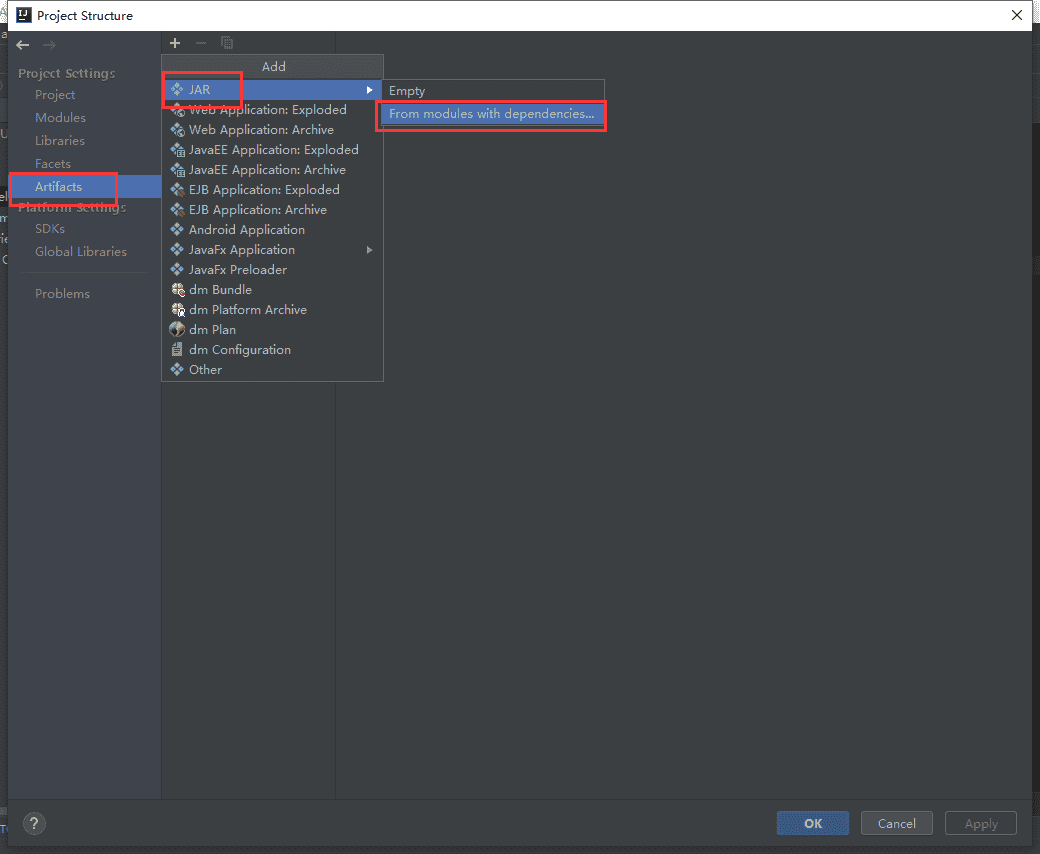 Project Structure
Project Settings
Project
Modules
Libraries
Facets
Artifacts
Platform Settings
SDKs
Global Libraries
Problems
Add
JAR
Web Application: Exploded
Web Application: Archive
JavaEE Application: Exploded
JavaEE Application: Archive
EJB Application: Exploded
EJB Application: Archive
Android Application
JavaFx Application
JavaFx Preloader
dm Bundle
dm Platform Archive
dm Plan
dm Configuration
Other
Empty
From modules with dependencies...
?
OK
Cancel
Apply